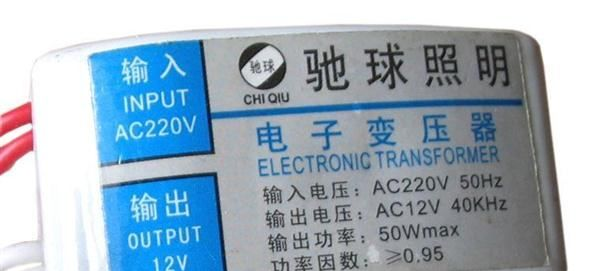 输入
INPUT
AC220V
驰球
CHI QIU
驰球照明
电子变压器
ELECTRONIC TRANSFORMER
输入电压：AC220V 50Hz
输出电压：AC12V 40KHz
输出功率：50Wmax
功率因数：≥0.95
输出
OUTPUT
12V